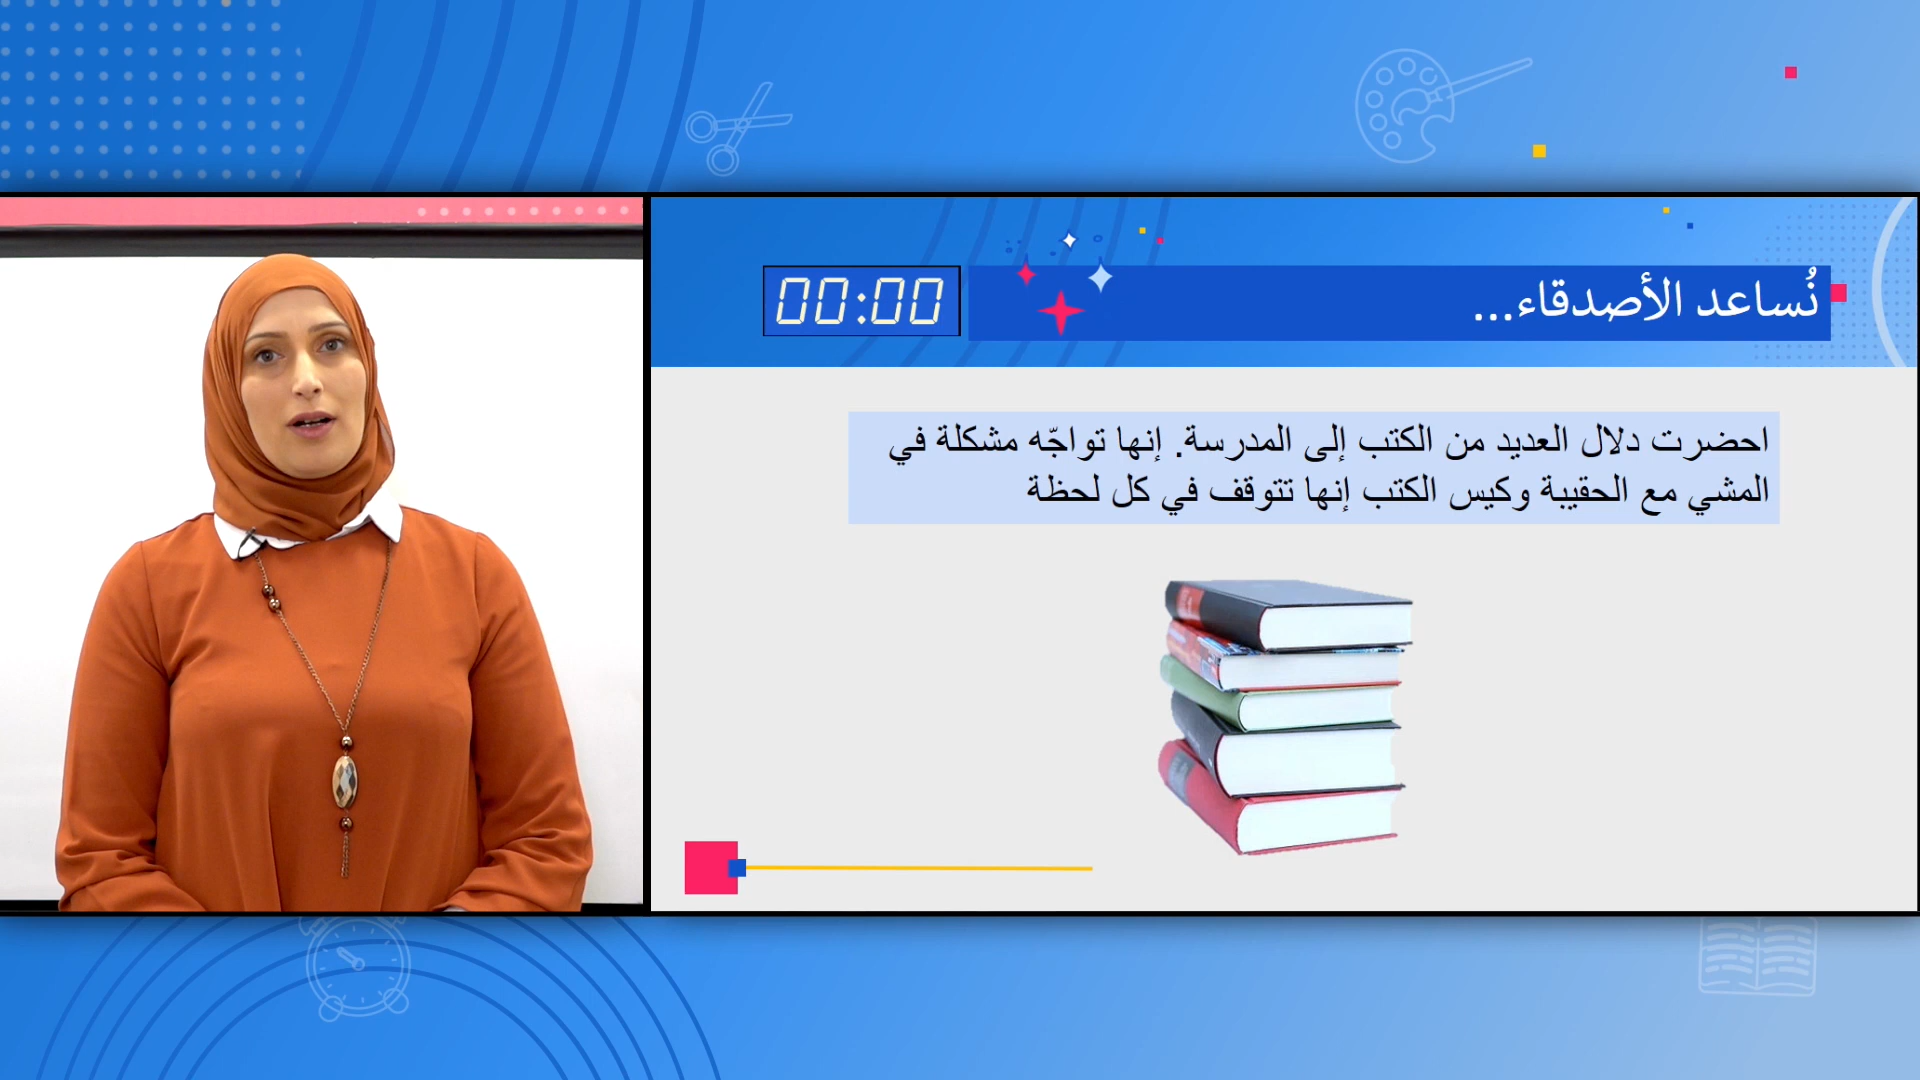 نُساعد الأصدقاء...
00:00
احضرت دلال العديد من الكتب إلى المدرسة. إنها تواجّه مشكلة في
المشي مع الحقيبة وكيس الكتب إنها تتوقف في كل لحظة